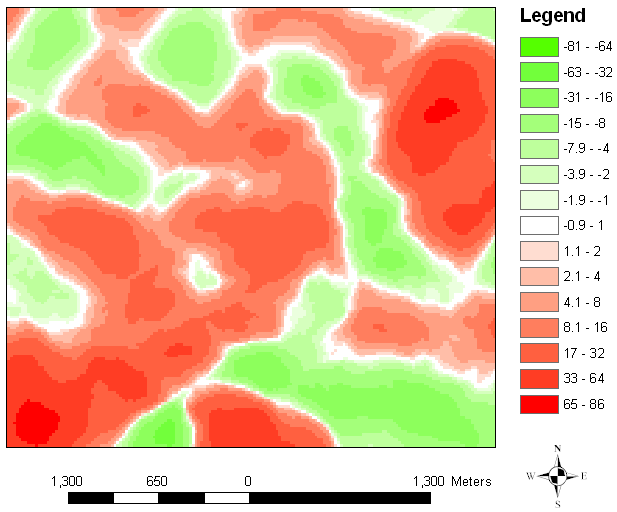 Legend
-81 - -64
-63 - -32
-31 - -16
-15 - -8
-7.9 - -4
-3.9 - -2
-1.9 - -1
-0.9 - 1
1.1 - 2
2.1 - 4
4.1 - 8
8.1 - 16
17 - 32
33 - 64
65 - 86
N
W E
S
1,300 650 0 1,300 Meters